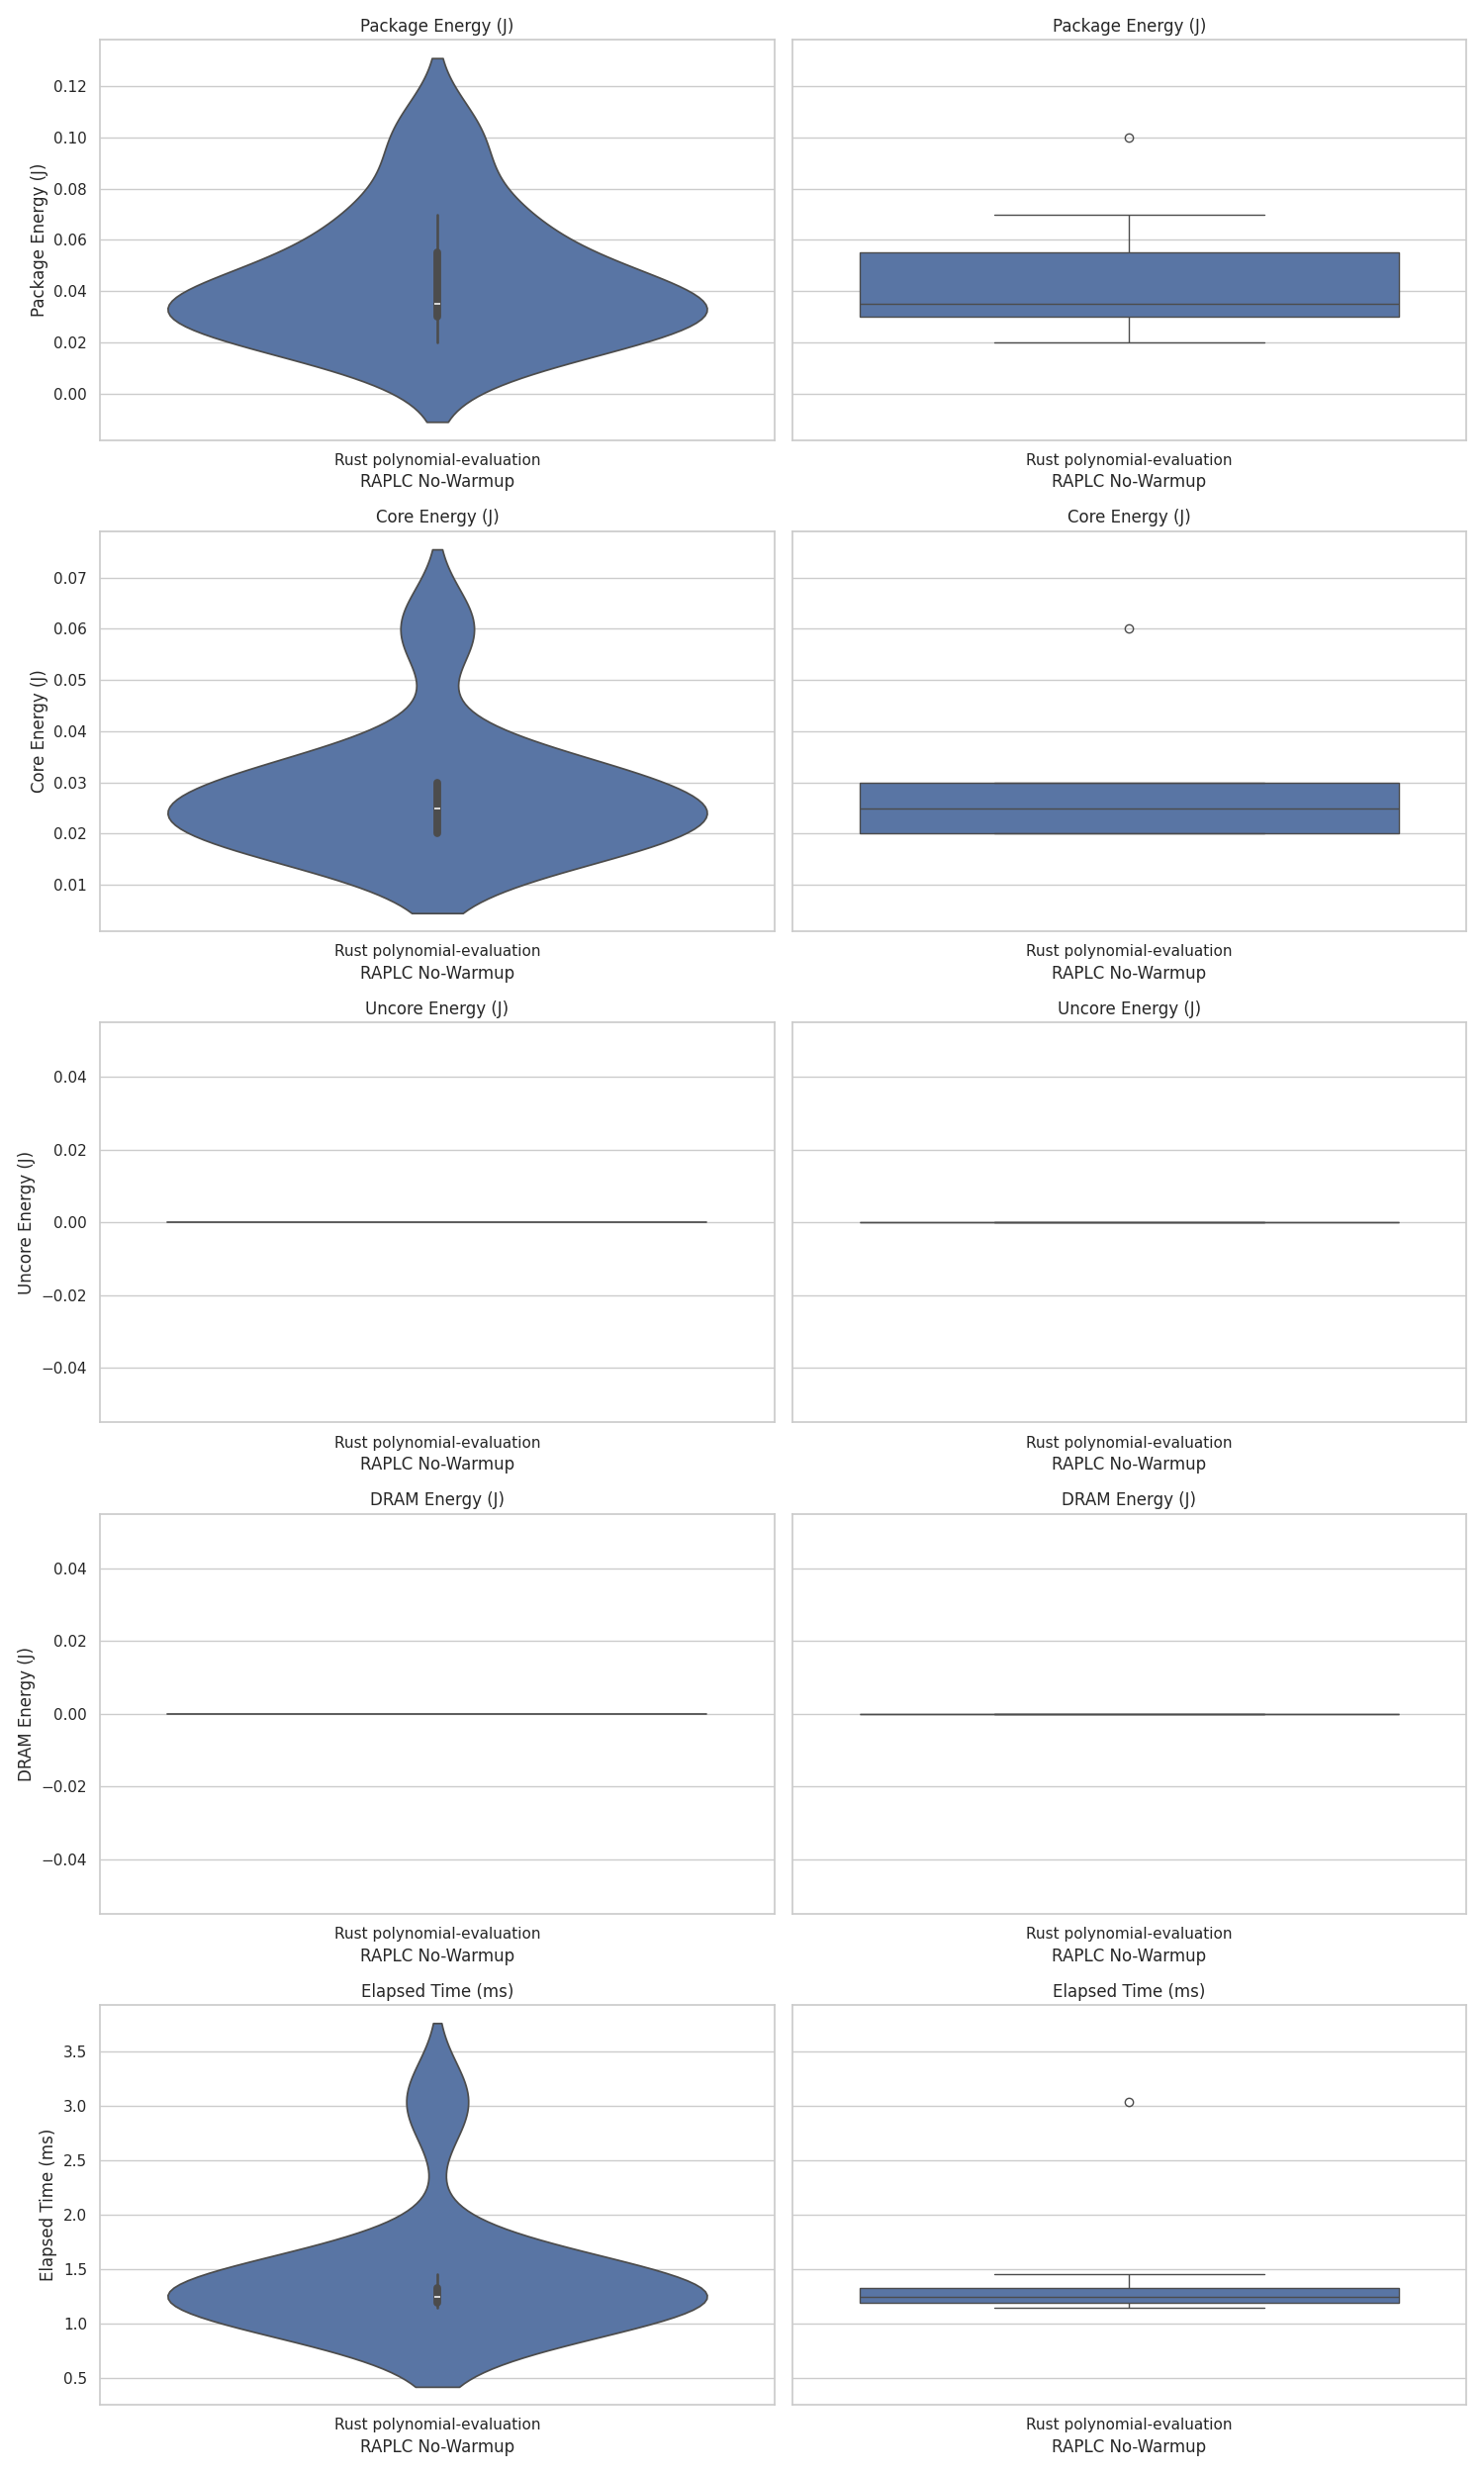 Package Energy (J)
Package Energy (J)
Package Energy (J)
0.12
0.10
0.08
0.06
0.04
0.02
0.00
Rust polynomial-evaluation
RAPLC No-Warmup
Rust polynomial-evaluation
RAPLC No-Warmup
Core Energy (J)
Core Energy (J)
Core Energy (J)
0.07
0.06
0.05
0.04
0.03
0.02
0.01
Rust polynomial-evaluation
RAPLC No-Warmup
Rust polynomial-evaluation
RAPLC No-Warmup
Uncore Energy (J)
Uncore Energy (J)
Uncore Energy (J)
0.04
0.02
0.00
−0.02
−0.04
Rust polynomial-evaluation
RAPLC No-Warmup
Rust polynomial-evaluation
RAPLC No-Warmup
DRAM Energy (J)
DRAM Energy (J)
DRAM Energy (J)
0.04
0.02
0.00
−0.02
−0.04
Rust polynomial-evaluation
RAPLC No-Warmup
Rust polynomial-evaluation
RAPLC No-Warmup
Elapsed Time (ms)
Elapsed Time (ms)
Elapsed Time (ms)
3.5
3.0
2.5
2.0
1.5
1.0
0.5
Rust polynomial-evaluation
RAPLC No-Warmup
Rust polynomial-evaluation
RAPLC No-Warmup